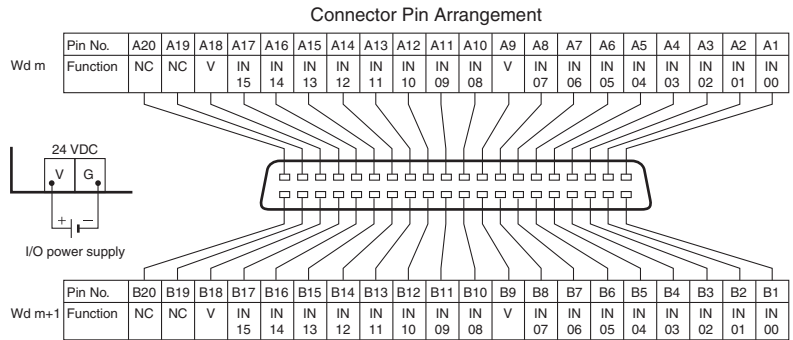 Connector Pin Arrangement
Pin No. A20 A19 A18 A17 A16 A15 A14 A13 A12 A11 A10 A9 A8 A7 A6 A5 A4 A3 A2 A1
Wd m Function NC NC V IN IN IN IN IN IN IN IN V IN IN IN IN IN IN IN IN
15 14 13 12 11 10 09 08 07 06 05 04 03 02 01 00
24 VDC
V G
+ −
I/O power supply
Pin No. B20 B19 B18 B17 B16 B15 B14 B13 B12 B11 B10 B9 B8 B7 B6 B5 B4 B3 B2 B1
Wd m+1 Function NC NC V IN IN IN IN IN IN IN IN V IN IN IN IN IN IN IN IN
15 14 13 12 11 10 09 08 07 06 05 04 03 02 01 00